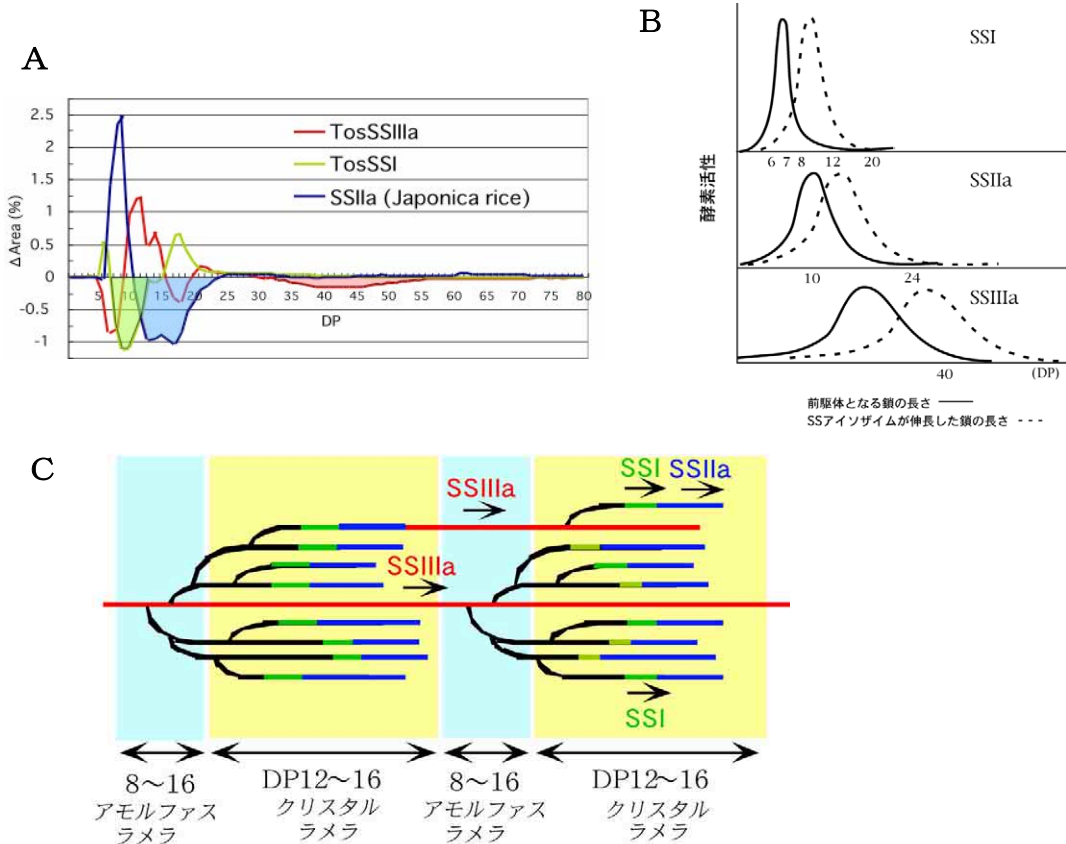 A
2.5
2
1.5
1
0.5
0
-0.5
-1
Δ Area (%)
TosSSIIIa
TosSSI
SSIIa (Japonica rice)
5 10 15 20 25 30 35 40 45 50 55 60 65 70 75 80
DP
B
酵素活性
SSI
6 7 8 12 20
SSIIa
10 24
SSIIIa
40 (DP)
前駆体となる鎖の長さ
SSアイソザイムが伸長した鎖の長さ
C
SSI SSIIa
SSIIIa
SSIIIa
SSI
8〜16
アモルファス
ラメラ
DP12〜16
クリスタル
ラメラ
8〜16
アモルファス
ラメラ
DP12〜16
クリスタル
ラメラ